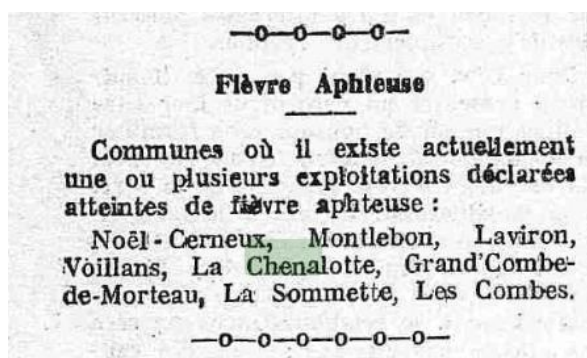 Fièvre Aphteuse
Communes où il existe actuellement
une ou plusieurs exploitations déclarées
atteintes de fièvre aphteuse :
Noël-Cerneux, Montlebon, Laviron,
Voillans, La Chenalotte, Grand'Combe-
de-Morteau, La Sommette, Les Combes.